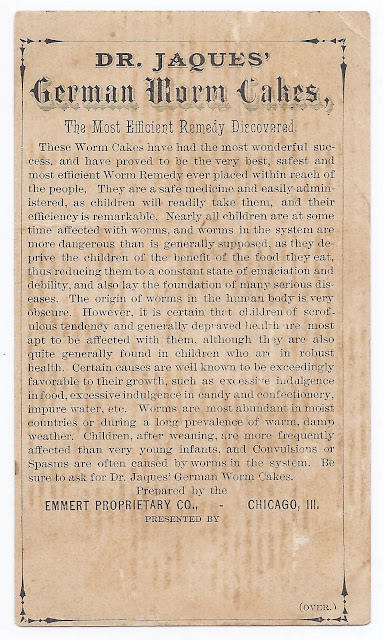 DR. JAQUES'
German Worm Cakes,
The Most Efficient Remedy Discovered.
These Worm Cakes have had the most wonderful suc-
cess, and have proved to be the very best, safest and
most efficient Worm Remedy ever placed within reach of
the people. They are a safe medicine and easily admin-
istered, as children will readily take them, and their
efficiency is remarkable. Nearly all children are at some
time affected with worms, and worms in the system are
more dangerous than is generally supposed, as they de-
prive the children of the benefit of the food they eat,
thus reducing them to a constant state of emaciation and
debility, and also lay the foundation of many serious dis-
eases. The origin of worms in the human body is very
obscure. However, it is certain that children of scrof-
ulous tendency and generally depraved health are most
apt to be affected with them, although they are also
quite generally found in children who are in robust
health. Certain causes are well known to be exceedingly
favorable to their growth, such as excessive indulgence
in food, excessive indulgence in candy and confectionery,
impure water, etc. Worms are most abundant in moist
countries or during a long prevalence of warm, damp
weather. Children, after weaning, are more frequently
affected than very young infants, and Convulsions or
Spasms are often caused by worms in the system. Be
sure to ask for Dr. Jaques' German Worm Cakes.
Prepared by the
EMMERT PROPRIETARY CO., - CHICAGO, Ill.
PRESENTED BY
(OVER.)